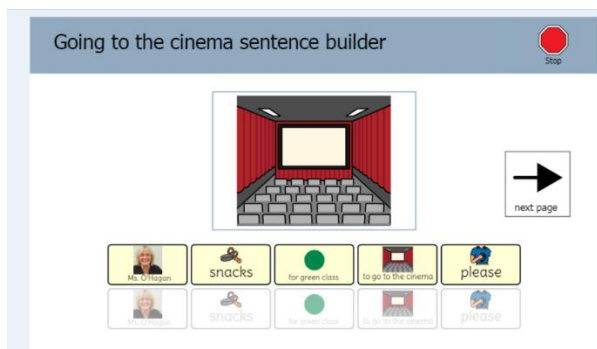 Going to the cinema sentence builder
Stop
next page
Ms. O'Hagan
snacks
for green class
to go to the cinema
please
Ms. O'Hagan
snacks
for green class
to go to the cinema
please